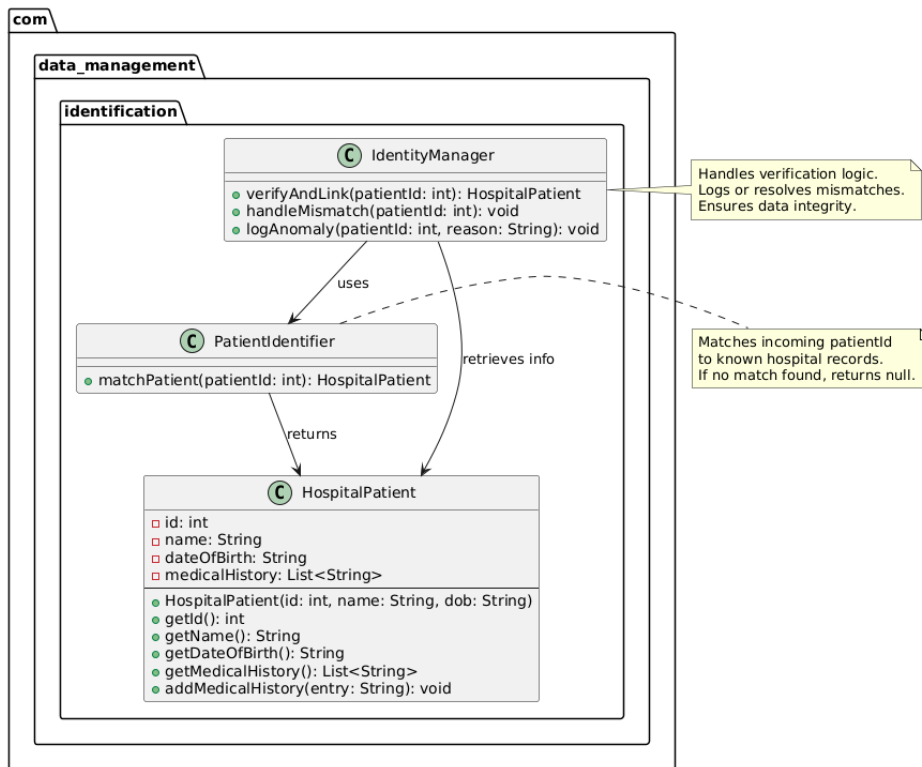 com
data_management
identification
C IdentityManager
verifyAndLink(patientId: int): HospitalPatient
handleMismatch(patientId: int): void
logAnomaly(patientId: int, reason: String): void
Handles verification logic.
Logs or resolves mismatches.
Ensures data integrity.
uses
C PatientIdentifier
matchPatient(patientId: int): HospitalPatient
retrieves info
Matches incoming patientId
to known hospital records.
If no match found, returns null.
returns
C HospitalPatient
id: int
name: String
dateOfBirth: String
medicalHistory: List<String>
HospitalPatient(id: int, name: String, dob: String)
getId(): int
getName(): String
getDateOfBirth(): String
getMedicalHistory(): List<String>
addMedicalHistory(entry: String): void